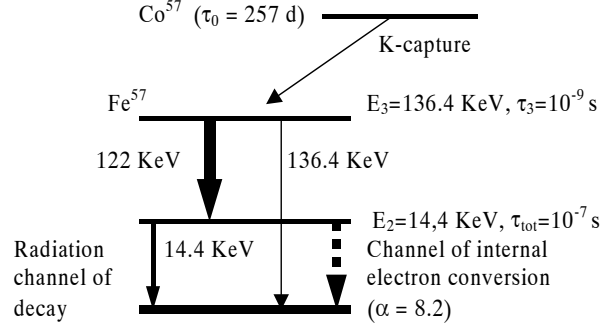 Co⁵⁷ (τ₀ = 257 d)
K-capture
Fe⁵⁷
E₃=136.4 KeV, τ₃=10⁻⁹ s
122 KeV
136.4 KeV
E₂=14,4 KeV, τₜₒₜ=10⁻⁷ s
Radiation
channel of
decay
14.4 KeV
Channel of internal
electron conversion
(α = 8.2)